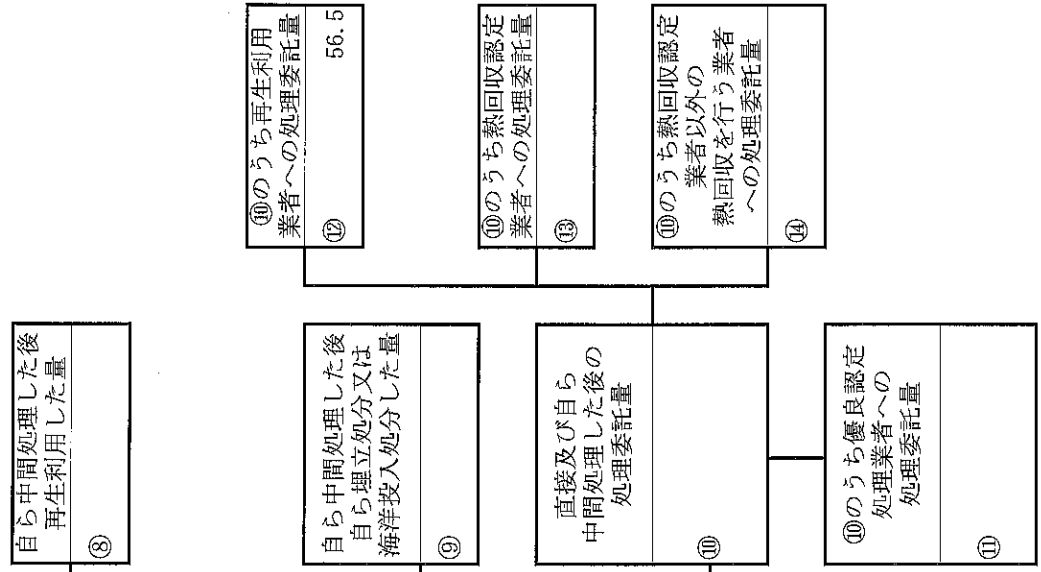 自ら中間処理した後
再生利用した量
⑧
自ら中間処理した後
自ら埋立処分又は
海洋投入処分した量
⑨
直接及び自ら
中間処理した後の
処理委託量
⑩
⑩のうち優良認定
処理業者への
処理委託量
⑪
⑩のうち再生利用
業者への処理委託量
⑫ 56.5
⑩のうち熱回収認定
業者への処理委託量
⑬
⑩のうち熱回収認定
業者以外の
熱回収を行う業者
への処理委託量
⑭